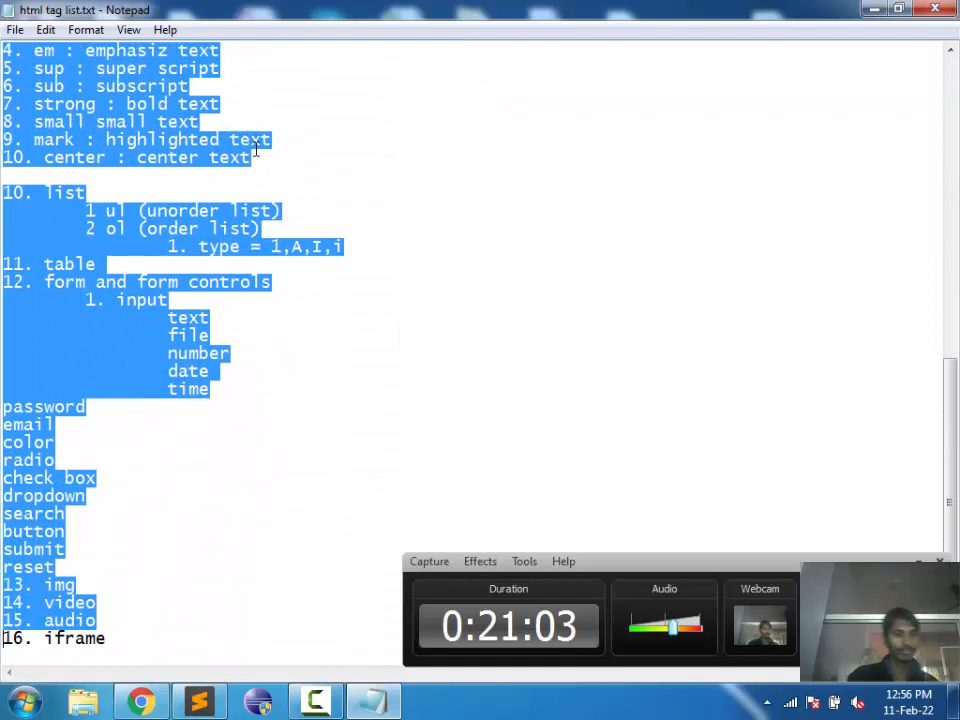 html tag list.txt - Notepad
File Edit Format View Help
4. em : emphasiz text
5. sup : super script
6. sub : subscript
7. strong : bold text
8. small small text
9. mark : highlighted text
10. center : center text
10. list
1 ul (unorder list)
2 ol (order list)
1. type = 1,A,I,i
11. table
12. form and form controls
1. input
text
file
number
date
time
password
email
color
radio
check box
dropdown
search
button
submit
reset
13. img
14. video
15. audio
16. iframe
Capture Effects Tools Help
Duration Audio Webcam
0:21:03
12:56 PM
11-Feb-22